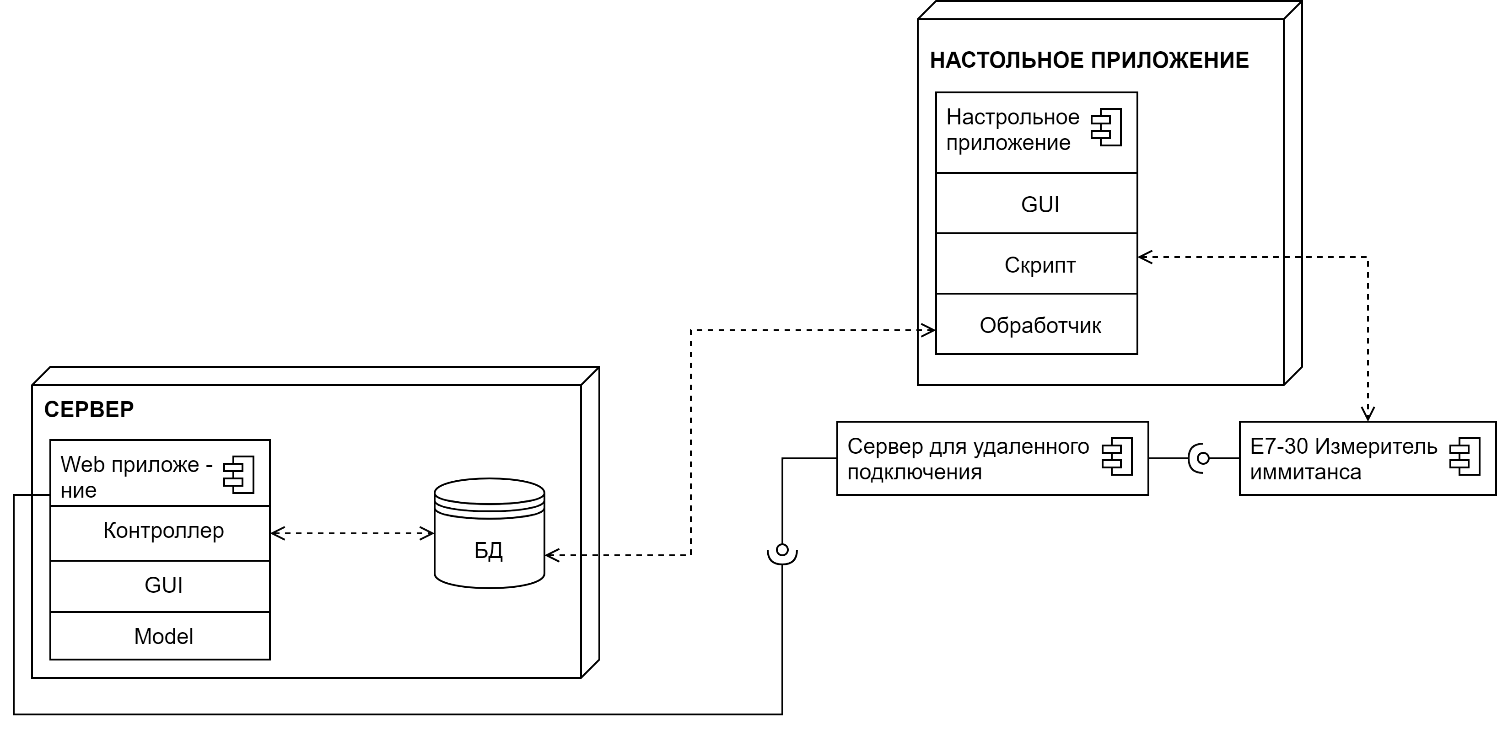 НАСТОЛЬНОЕ ПРИЛОЖЕНИЕ
Настрольное
приложение
GUI
Скрипт
Обработчик
СЕРВЕР
Web приложе -
ние
Контроллер
GUI
Model
БД
Сервер для удаленного
подключения
Е7-30 Измеритель
иммитанса